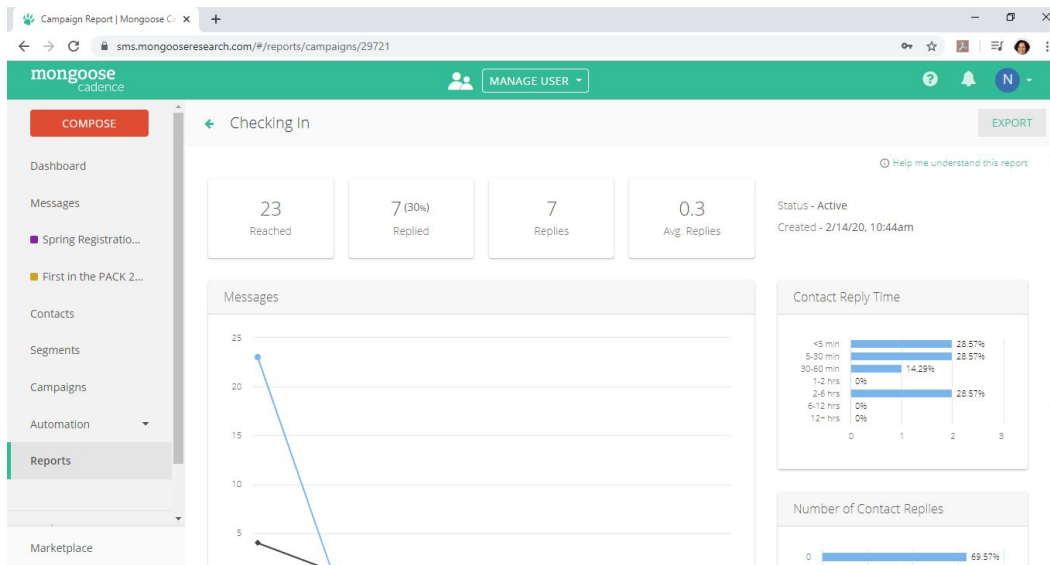 Campaign Report | Mongoose C
sms.mongooseresearch.com/#/reports/campaigns/29721
mongoose
cadence
MANAGE USER
?
N
COMPOSE
Checking In
EXPORT
Help me understand this report
Dashboard
Messages
Spring Registratio...
First in the PACK 2...
Contacts
Segments
Campaigns
Automation
Reports
Marketplace
23
Reached
7 (30%)
Replied
7
Replies
0.3
Avg. Replies
Status - Active
Created - 2/14/20, 10:44am
Messages
25
20
15
10
5
Contact Reply Time
<5 min 28.57%
5-30 min 28.57%
30-60 min 14.29%
1-2 hrs 0%
2-6 hrs 28.57%
6-12 hrs 0%
12+ hrs 0%
0 1 2 3
Number of Contact Replies
0 69.57%